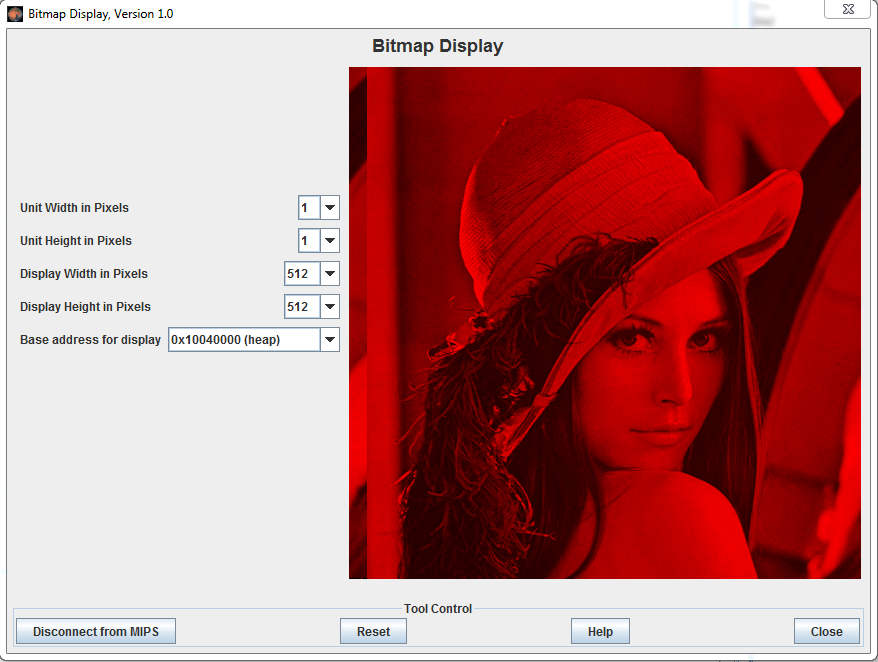 Bitmap Display, Version 1.0
Bitmap Display
Unit Width in Pixels 1
Unit Height in Pixels 1
Display Width in Pixels 512
Display Height in Pixels 512
Base address for display 0x10040000 (heap)
Tool Control
Disconnect from MIPS Reset Help Close